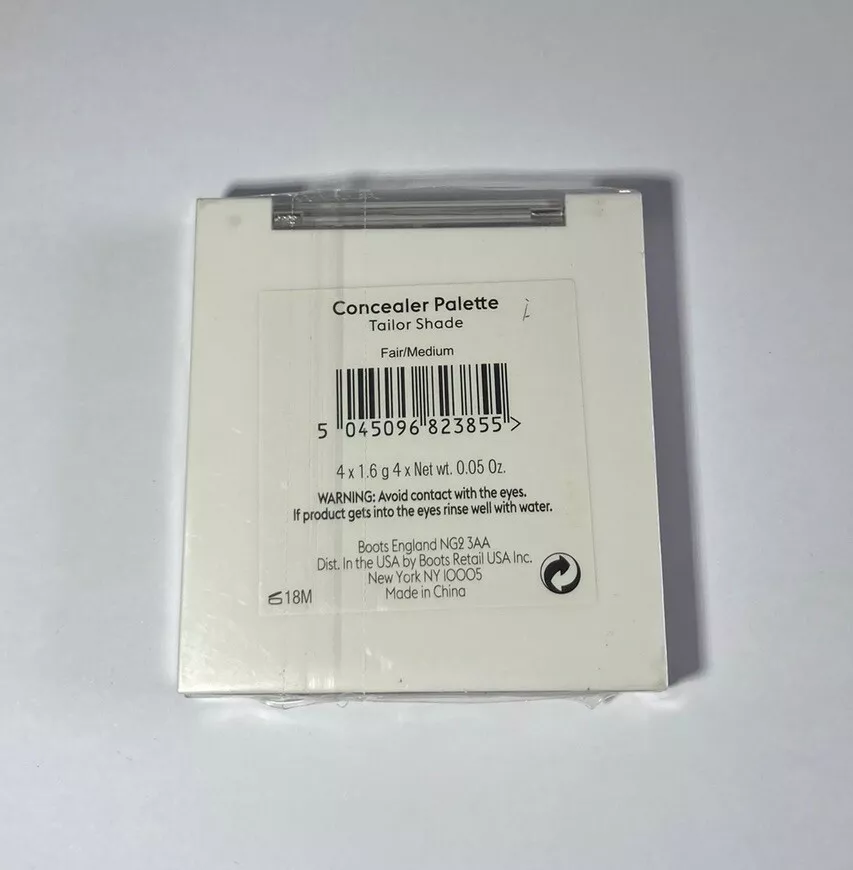 Concealer Palette
Tailor Shade
Fair/Medium
5 045096 823855 >
4 x 1.6 g 4 x Net wt. 0.05 Oz.
WARNING: Avoid contact with the eyes.
If product gets into the eyes rinse well with water.
Boots England NG2 3AA
Dist. In the USA by Boots Retail USA Inc.
New York NY 10005
Made in China
18M